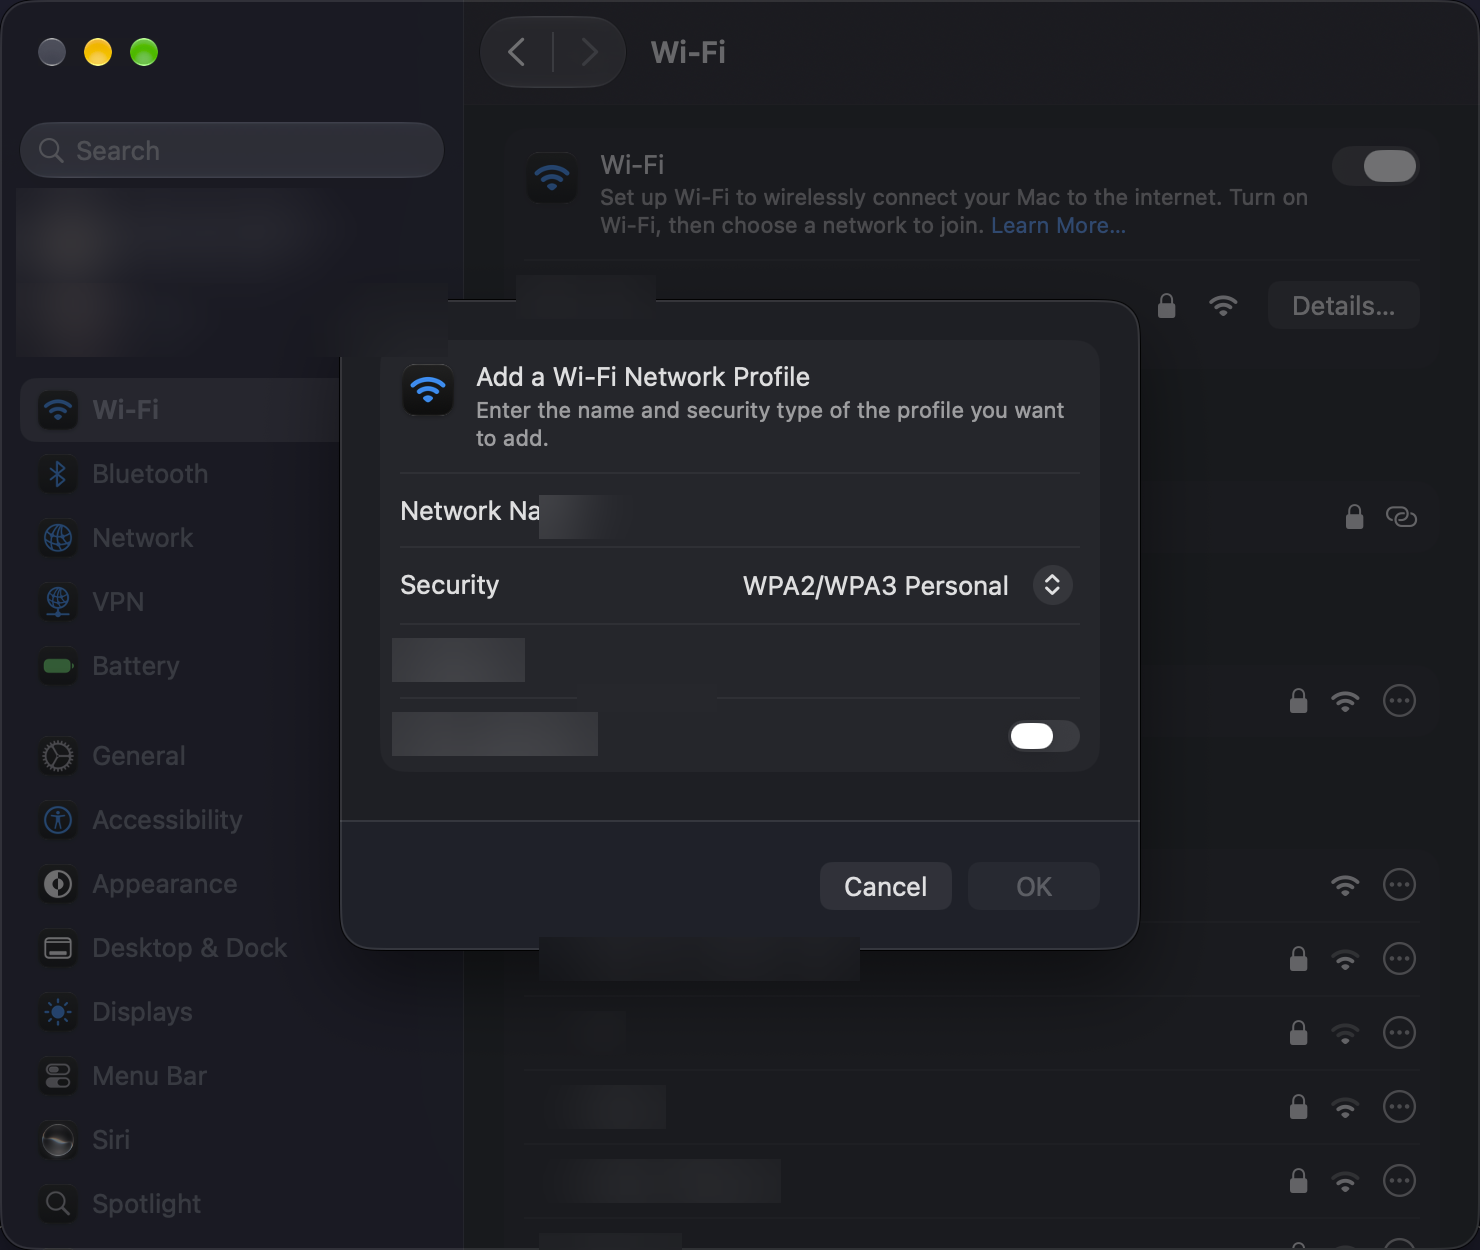 Wi-Fi
Search
Wi-Fi
Set up Wi-Fi to wirelessly connect your Mac to the internet. Turn on
Wi-Fi, then choose a network to join. Learn More...
Details...
Add a Wi-Fi Network Profile
Enter the name and security type of the profile you want
to add.
Network Na
Security
WPA2/WPA3 Personal
Cancel
OK
Wi-Fi
Bluetooth
Network
VPN
Battery
General
Accessibility
Appearance
Desktop & Dock
Displays
Menu Bar
Siri
Spotlight